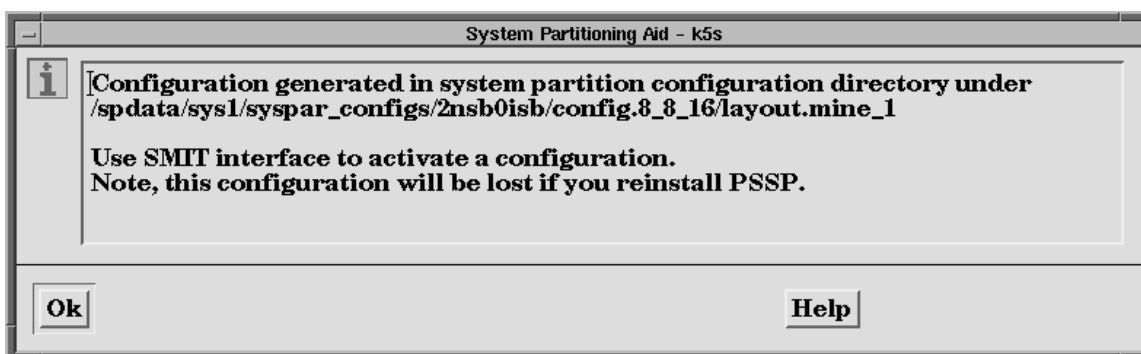 System Partitioning Aid - k5s
Configuration generated in system partition configuration directory under
/spdata/sys1/syspar_configs/2nsb0isb/config.8_8_16/layout.mine_1
Use SMIT interface to activate a configuration.
Note, this configuration will be lost if you reinstall PSSP.
Ok
Help